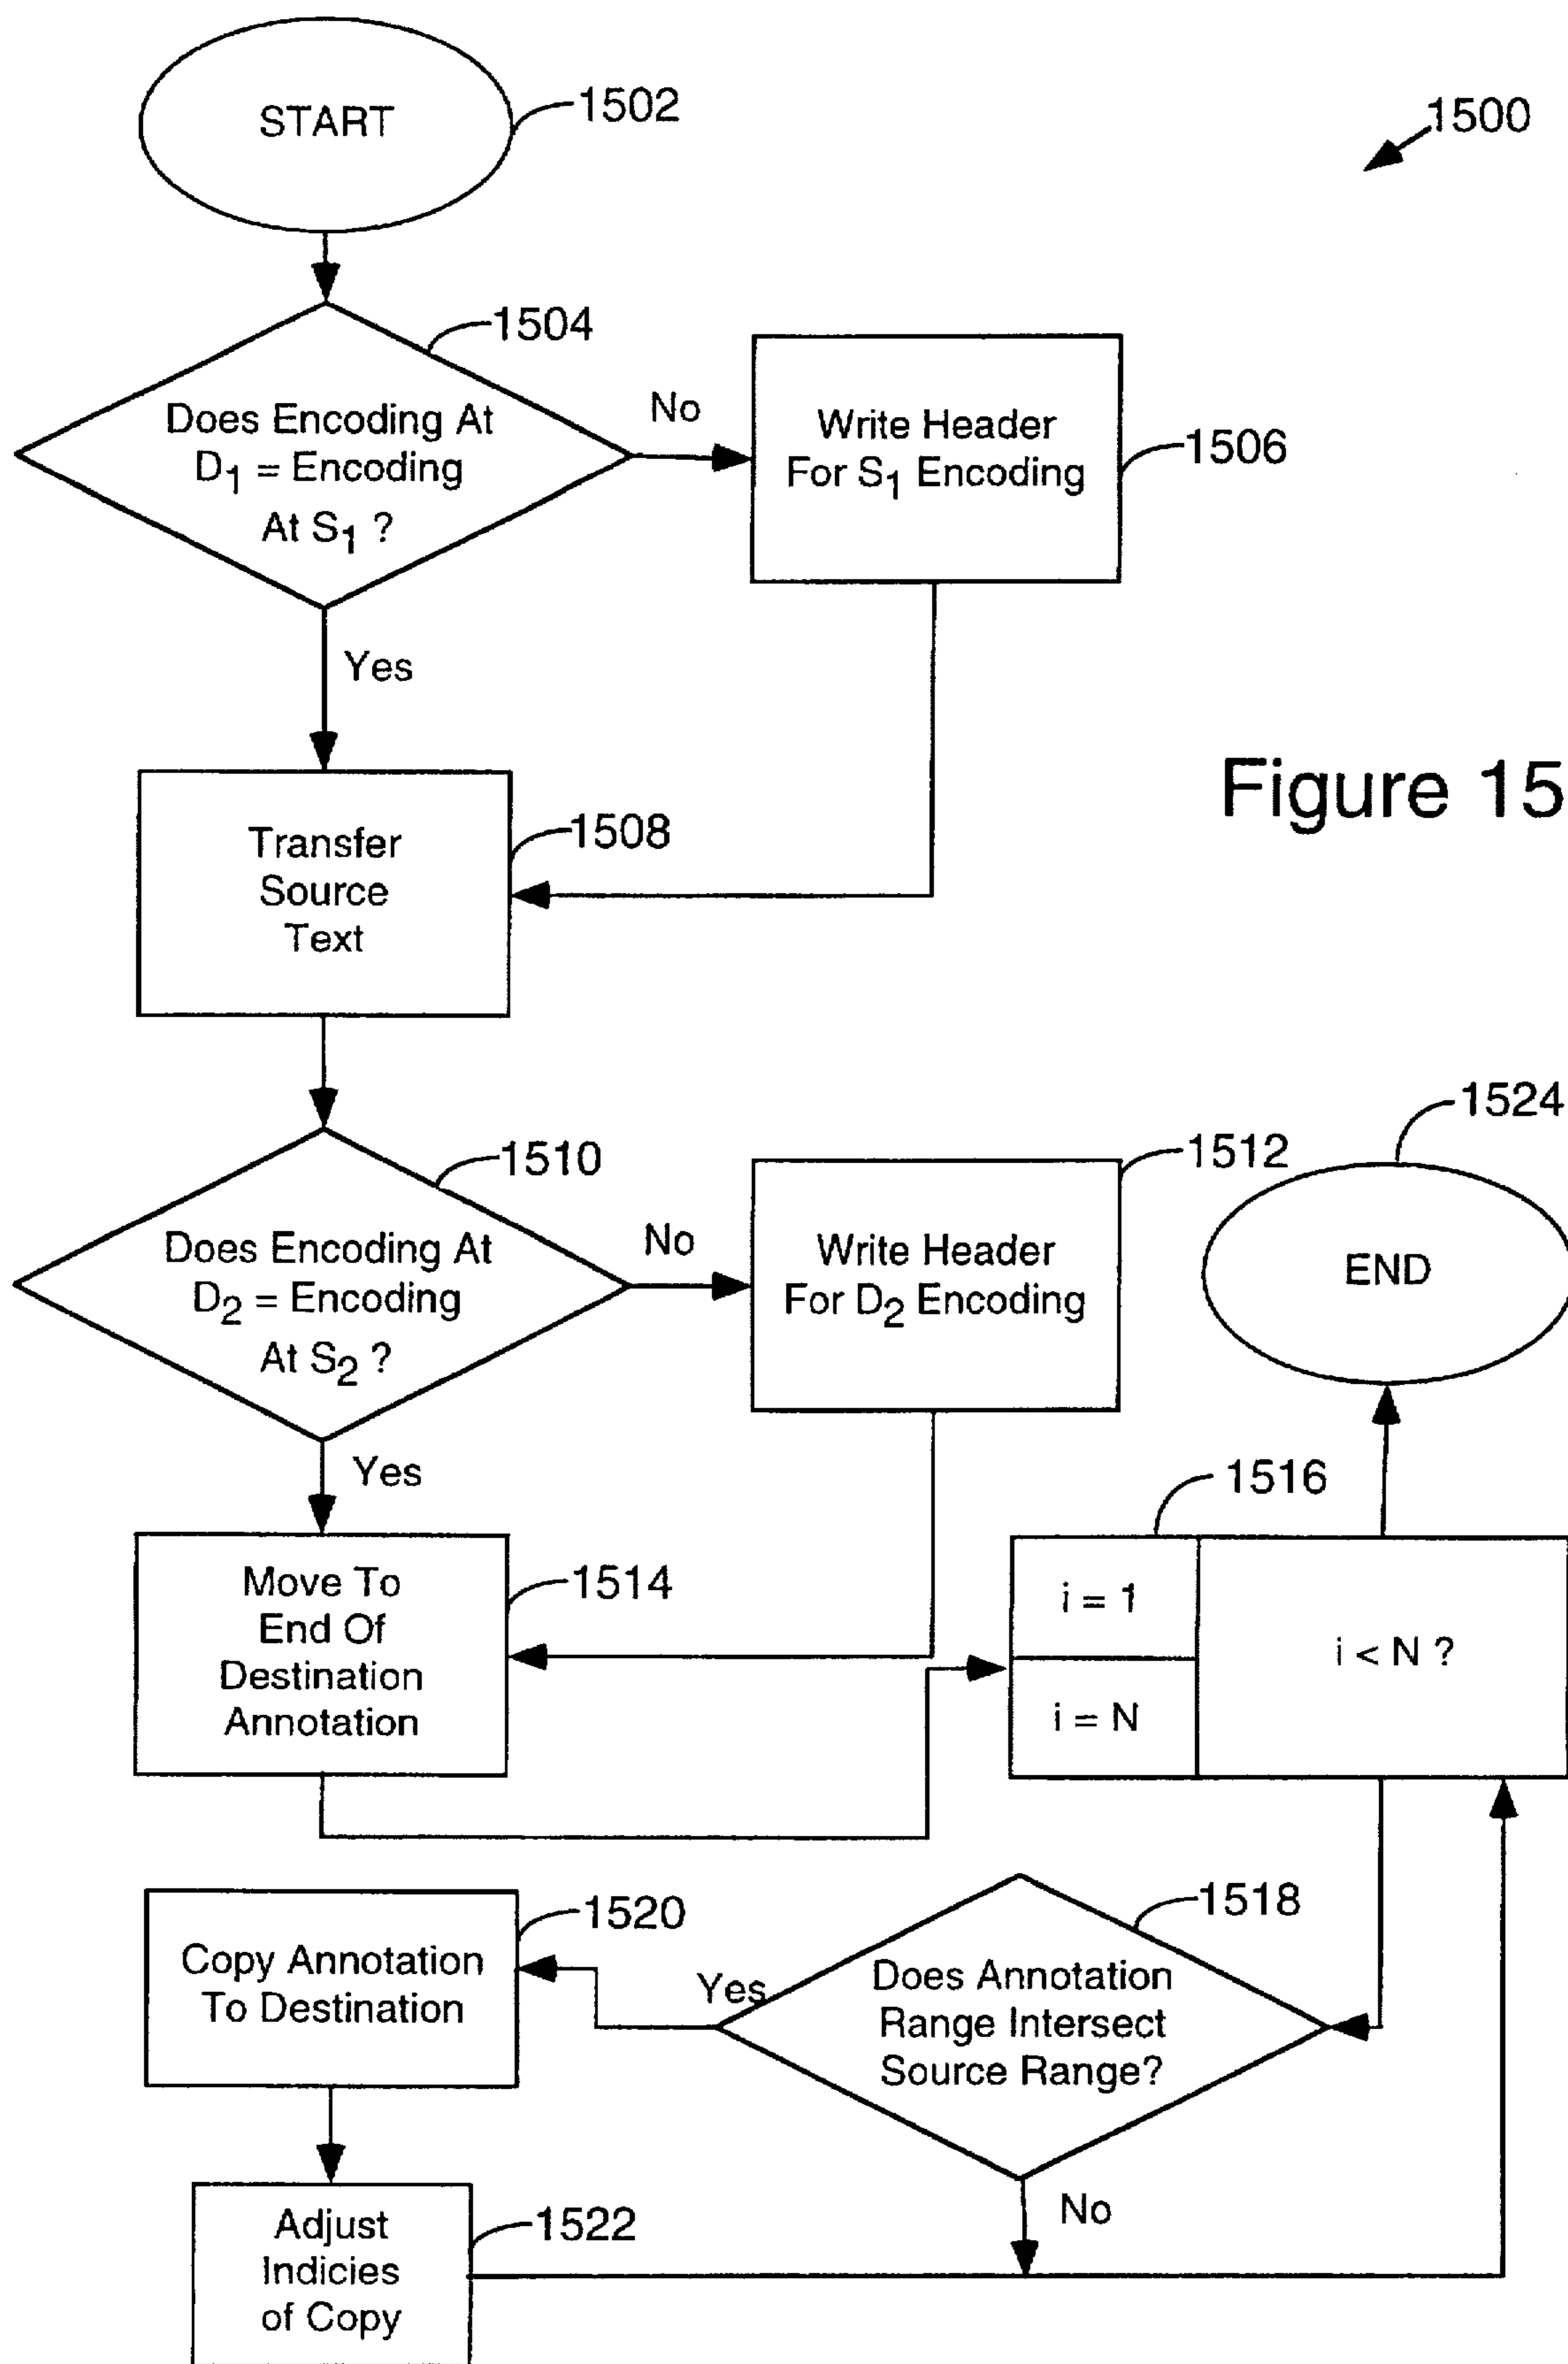 START
1502
1500
1504
Does Encoding At
D1 = Encoding
At S1 ?
No
Write Header
For S1 Encoding
1506
Yes
Figure 15
Transfer
Source
Text
1508
1524
1510
1512
Does Encoding At
D2 = Encoding
At S2 ?
No
Write Header
For D2 Encoding
END
Yes
1516
Move To
End Of
Destination
Annotation
1514
i = 1
i = N
i < N ?
1520
1518
Copy Annotation
To Destination
Yes
Does Annotation
Range Intersect
Source Range?
No
Adjust
Indicies
of Copy
1522